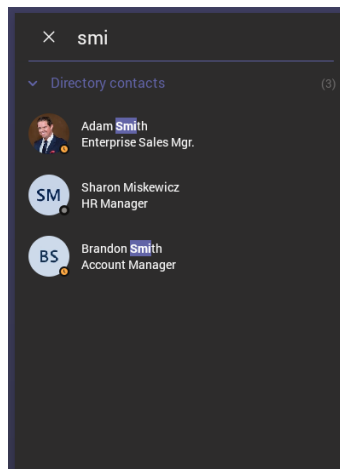 smi
Directory contacts (3)
Adam Smith
Enterprise Sales Mgr.
SM
Sharon Miskewicz
HR Manager
BS
Brandon Smith
Account Manager